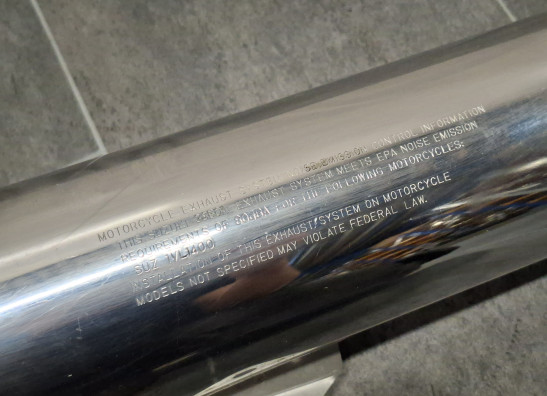 MOTORCYCLE EXHAUST CONTROL INFORMATION
EXHAUST SYSTEM MEETS EPA NOISE EMISSION
REQUIREMENTS OF 80DBA FOR THE FOLLOWING MOTORCYCLES:
SUZ VL1400
INSTALLATION OF THIS EXHAUST/SYSTEM ON MOTORCYCLE
MODELS NOT SPECIFIED MAY VIOLATE FEDERAL LAW.